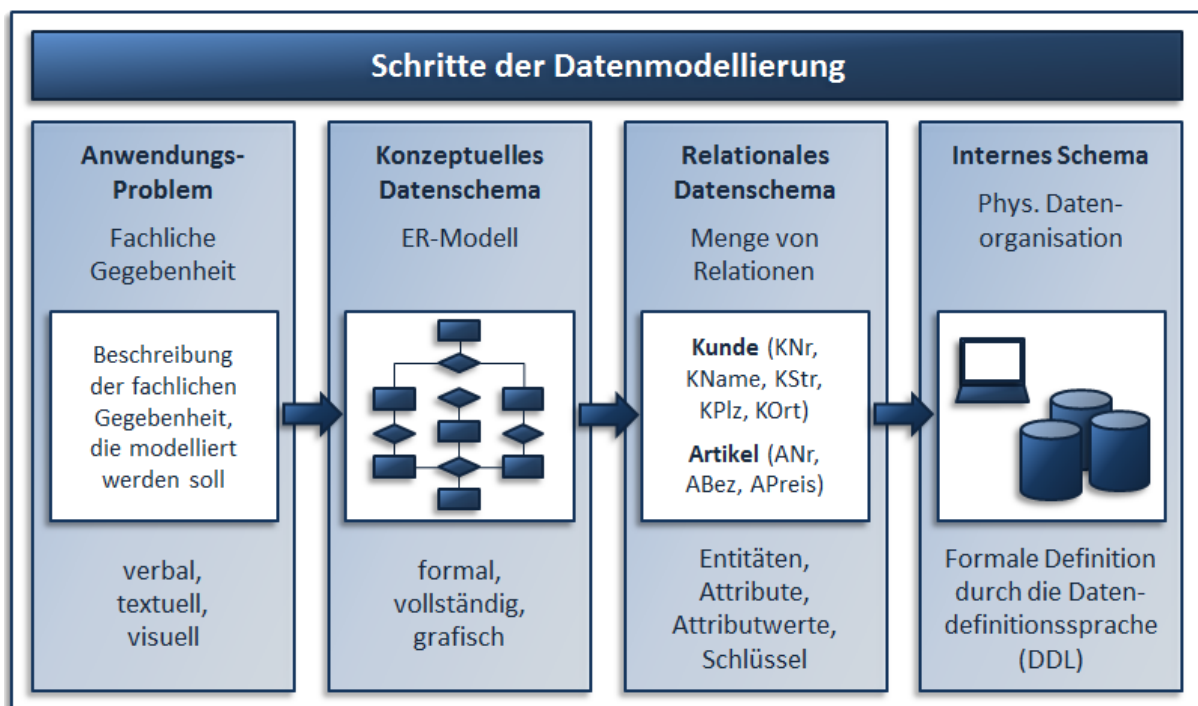 Schritte der Datenmodellierung
Anwendungs-
Problem
Fachliche
Gegebenheit
Beschreibung
der fachlichen
Gegebenheit,
die modelliert
werden soll
verbal,
textuell,
visuell
Konzeptuelles
Datenschema
ER-Modell
formal,
vollständig,
grafisch
Relationales
Datenschema
Menge von
Relationen
Kunde (KNr,
KName, KStr,
KPlz, KOrt)
Artikel (ANr,
ABez, APreis)
Entitäten,
Attribute,
Attributwerte,
Schlüssel
Internes Schema
Phys. Daten-
organisation
Formale Definition
durch die Daten-
definitionssprache
(DDL)